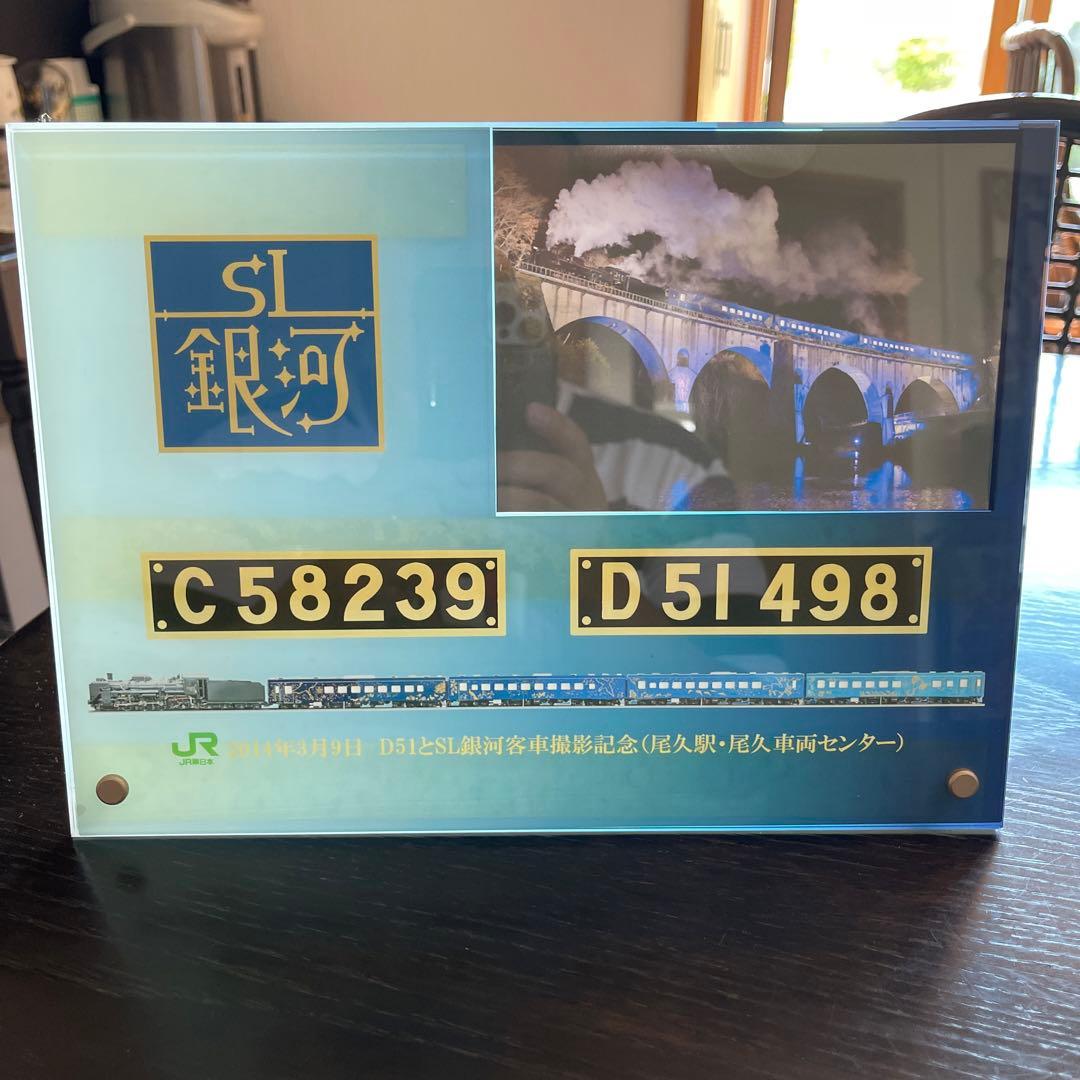 SL
銀河
C58239
D51 498
JR
JR東日本
2014年3月9日 D51とSL銀河客車撮影記念（尾久駅・尾久車両センター）